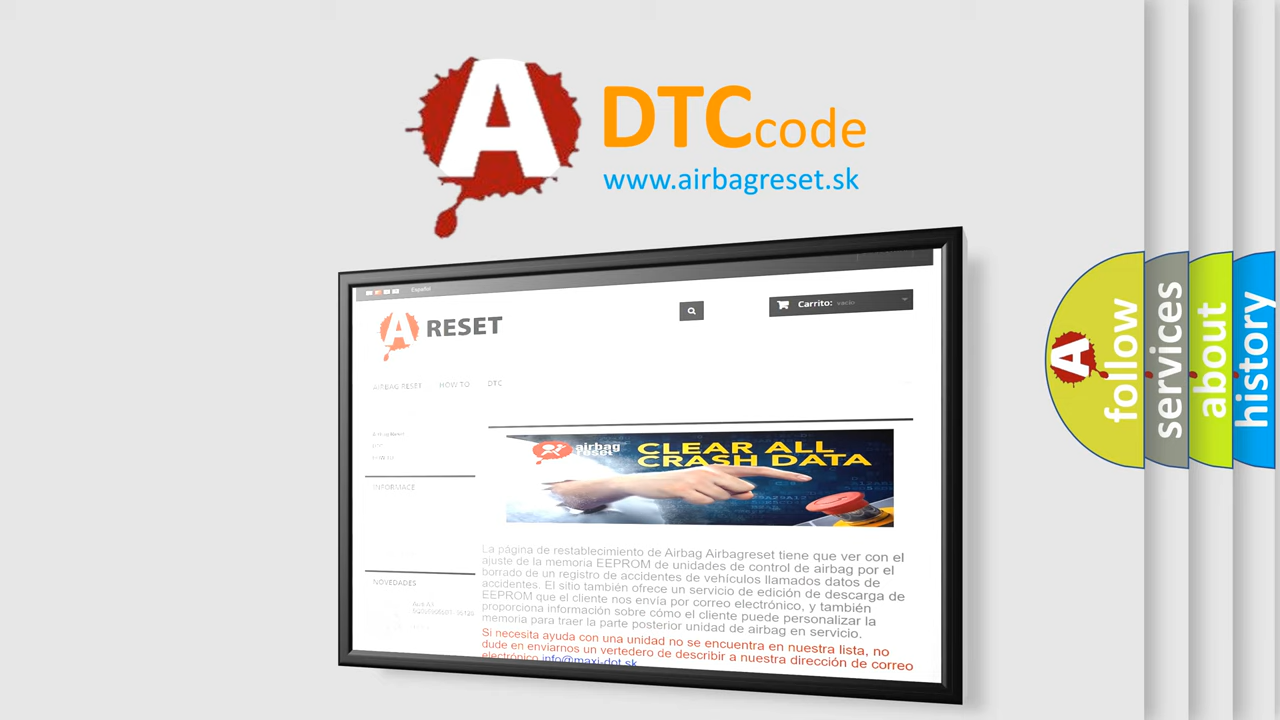 A
DTCcode
www.airbagreset.sk
Español
A RESET
Carrito: vacío
AIRBAG RESET HOW TO DTC
INFORMACE
NOVEDADES
airbag
reset
CLEAR ALL
CRASH DATA
La página de restablecimiento de Airbag Airbagreset tiene que ver con el
ajuste de la memoria EEPROM de unidades de control de airbag por el
borrado de un registro de accidentes de vehículos llamados datos de
accidentes. El sitio también ofrece un servicio de edición de descarga de
EEPROM que el cliente nos envía por correo electrónico, y también
proporciona información sobre cómo el cliente puede personalizar la
memoria para traer la parte posterior unidad de airbag en servicio.
Si necesita ayuda con una unidad no se encuentra en nuestra lista, no
dude en enviarnos un vertedero de describir a nuestra dirección de correo
electrónico info@maxi-dot.sk
A
follow
services
about
history